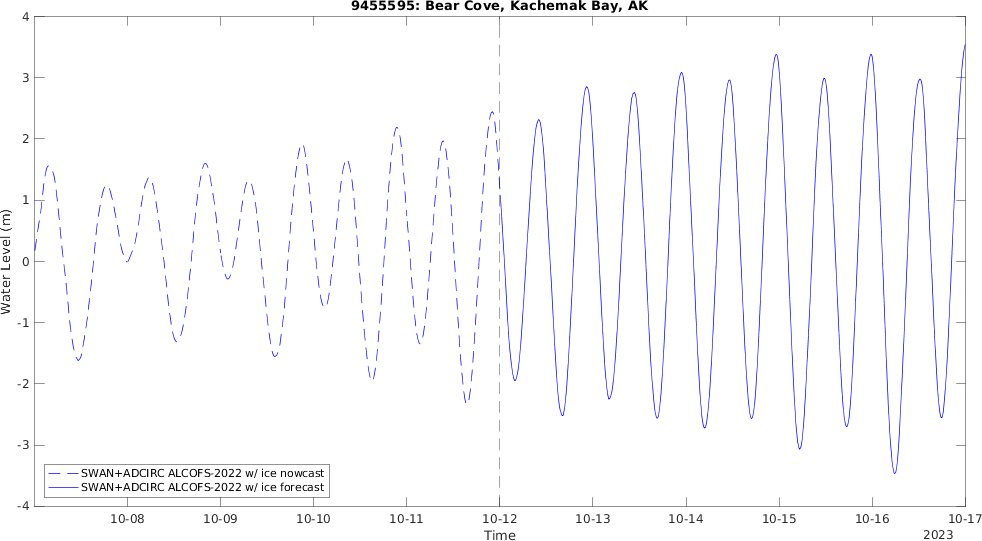 9455595: Bear Cove, Kachemak Bay, AK
Water Level (m)
4
3
2
1
0
-1
-2
-3
-4
SWAN+ADCIRC ALCOFS-2022 w/ ice nowcast
SWAN+ADCIRC ALCOFS-2022 w/ ice forecast
10-08 10-09 10-10 10-11 10-12 10-13 10-14 10-15 10-16 10-17
Time
2023